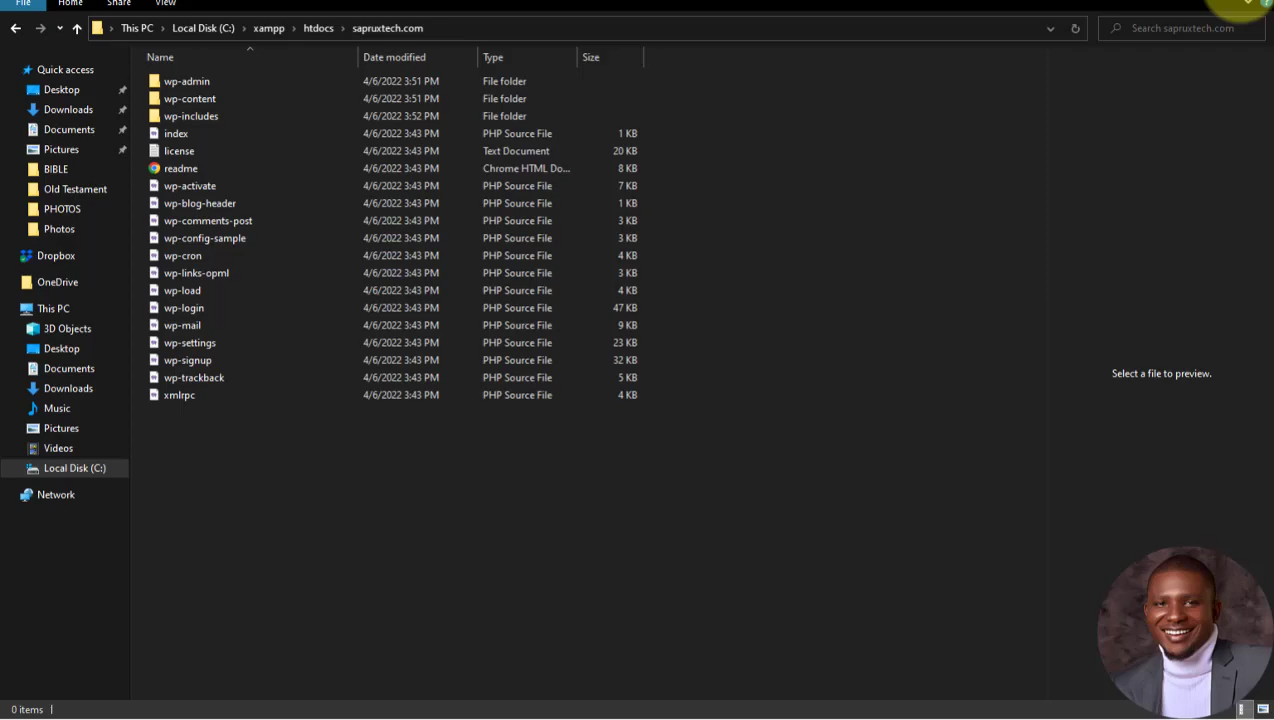 File Home Share View
This PC > Local Disk (C:) > xampp > htdocs > sapruxtech.com
Search sapruxtech.com
Name Date modified Type Size
wp-admin 4/6/2022 3:51 PM File folder
wp-content 4/6/2022 3:51 PM File folder
wp-includes 4/6/2022 3:52 PM File folder
index 4/6/2022 3:43 PM PHP Source File 1 KB
license 4/6/2022 3:43 PM Text Document 20 KB
readme 4/6/2022 3:43 PM Chrome HTML Do... 8 KB
wp-activate 4/6/2022 3:43 PM PHP Source File 7 KB
wp-blog-header 4/6/2022 3:43 PM PHP Source File 1 KB
wp-comments-post 4/6/2022 3:43 PM PHP Source File 3 KB
wp-config-sample 4/6/2022 3:43 PM PHP Source File 3 KB
wp-cron 4/6/2022 3:43 PM PHP Source File 4 KB
wp-links-opml 4/6/2022 3:43 PM PHP Source File 3 KB
wp-load 4/6/2022 3:43 PM PHP Source File 4 KB
wp-login 4/6/2022 3:43 PM PHP Source File 47 KB
wp-mail 4/6/2022 3:43 PM PHP Source File 9 KB
wp-settings 4/6/2022 3:43 PM PHP Source File 23 KB
wp-signup 4/6/2022 3:43 PM PHP Source File 32 KB
wp-trackback 4/6/2022 3:43 PM PHP Source File 5 KB
xmlrpc 4/6/2022 3:43 PM PHP Source File 4 KB
Quick access
Desktop
Downloads
Documents
Pictures
BIBLE
Old Testament
PHOTOS
Photos
Dropbox
OneDrive
This PC
3D Objects
Desktop
Documents
Downloads
Music
Pictures
Videos
Local Disk (C:)
Network
Select a file to preview.
0 items